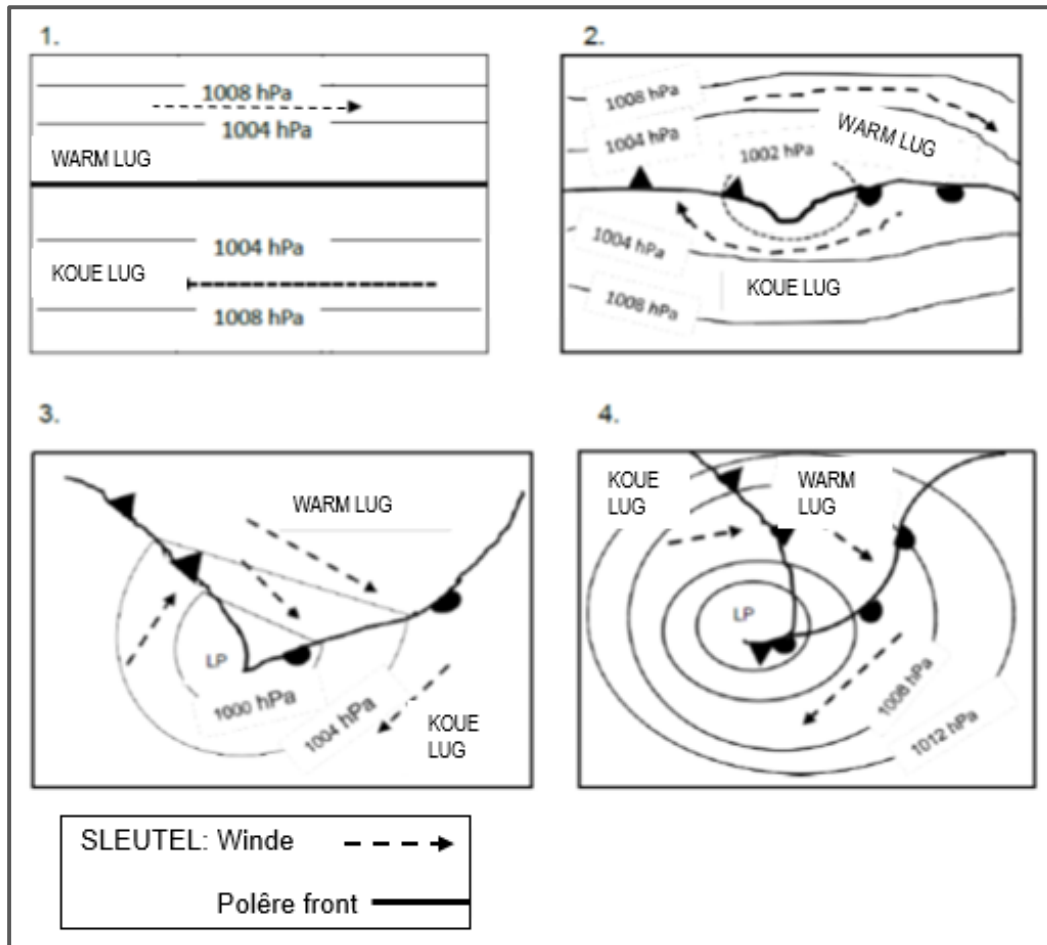 1.
1008 hPa
1004 hPa
WARM LUG
1004 hPa
KOUE LUG
1008 hPa
2.
1008 hPa
WARM LUG
1004 hPa
1002 hPa
1004 hPa
KOUE LUG
1008 hPa
3.
WARM LUG
LP
1000 hPa
1004 hPa
KOUE
LUG
4.
KOUE
LUG
WARM
LUG
LP
1008 hPa
1012 hPa
SLEUTEL: Winde
Polêre front